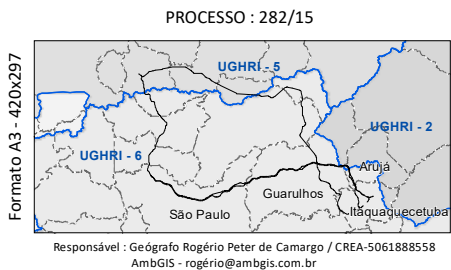 PROCESSO : 282/15
Formato A3 - 420x297
UGHRI - 5
UGHRI - 2
UGHRI - 6
Arujá
Guarulhos
São Paulo
Itaquaquecetuba
Responsável : Geógrafo Rogério Peter de Camargo / CREA-5061888558
AmbGIS - rogério@ambgis.com.br